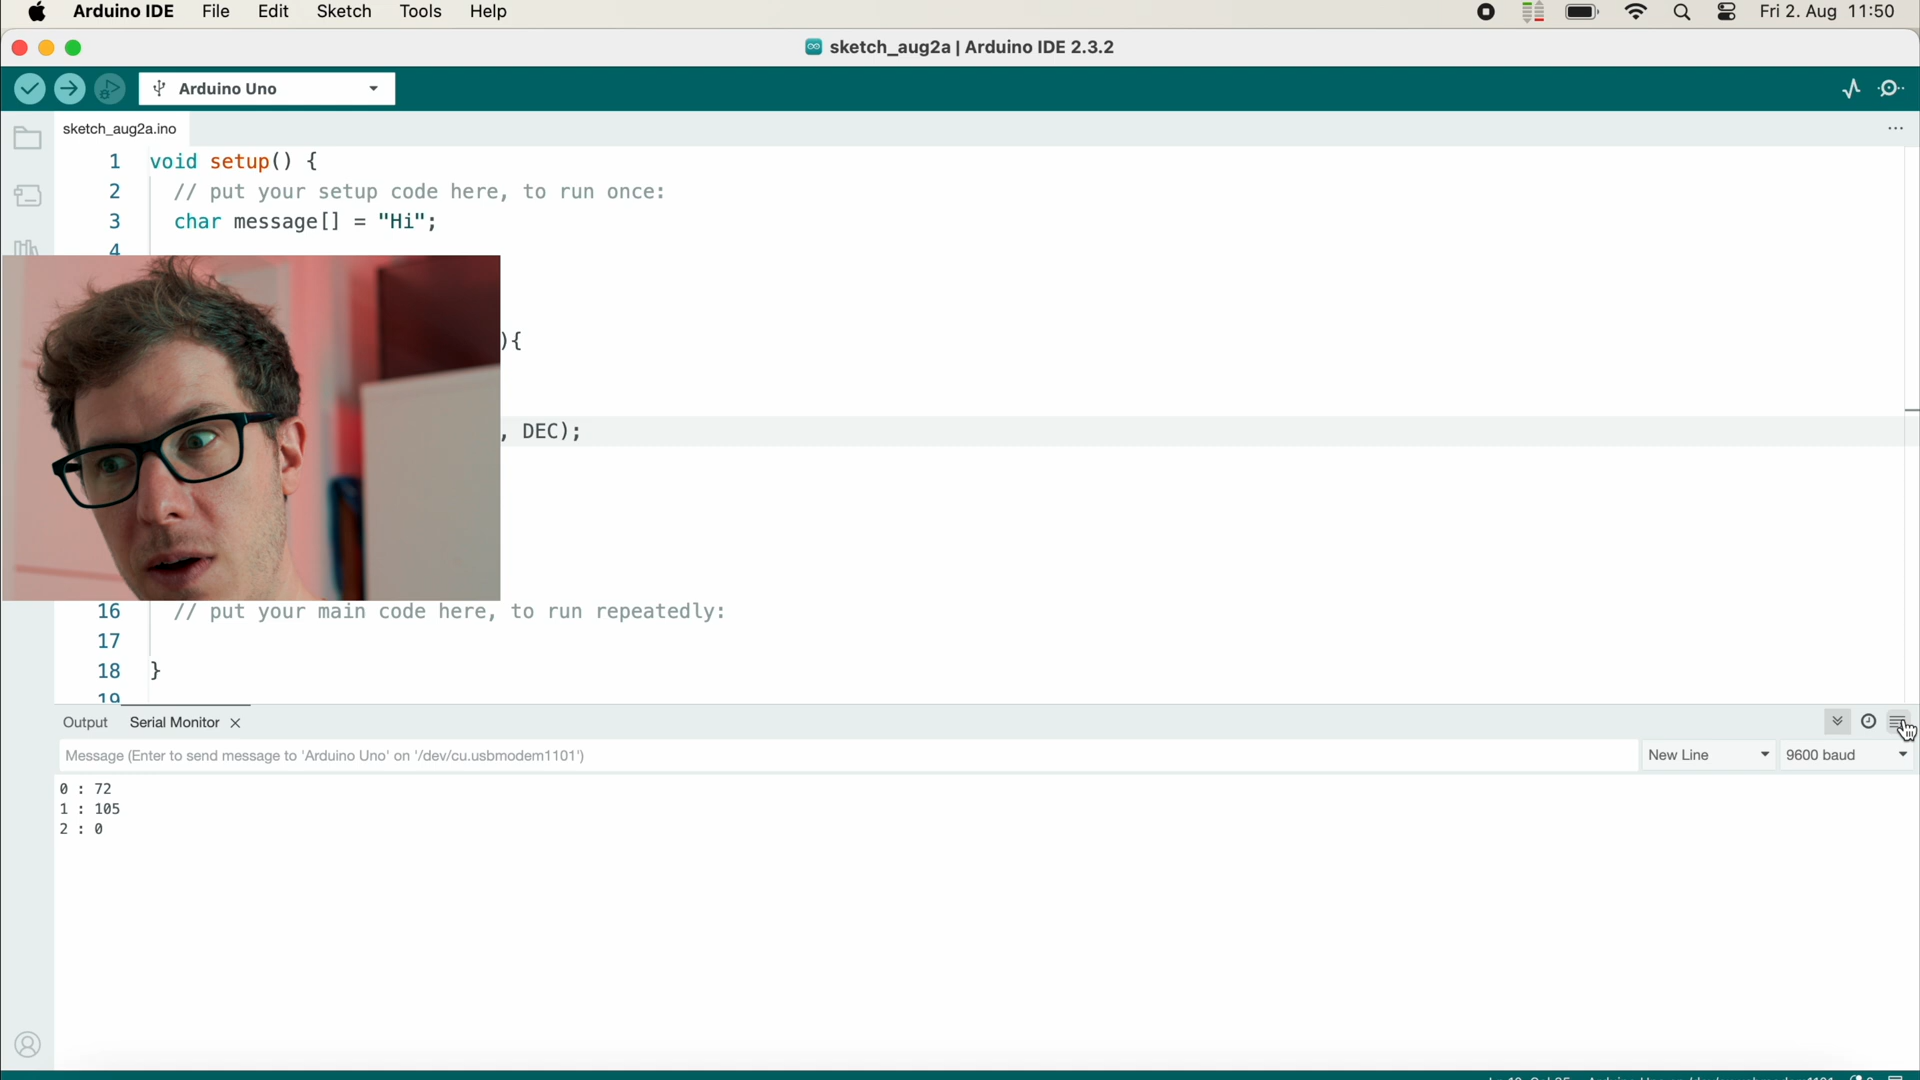 Arduino IDE File Edit Sketch Tools Help Fri 2. Aug 11:50
sketch_aug2a | Arduino IDE 2.3.2
Arduino Uno
sketch_aug2a.ino
1 void setup() {
2 // put your setup code here, to run once:
3 char message[] = "Hi";
4
){
, DEC);
16 // put your main code here, to run repeatedly:
17
18 }
19
Output Serial Monitor
Message (Enter to send message to 'Arduino Uno' on '/dev/cu.usbmodem1101') New Line 9600 baud
0 : 72
1 : 105
2 : 0